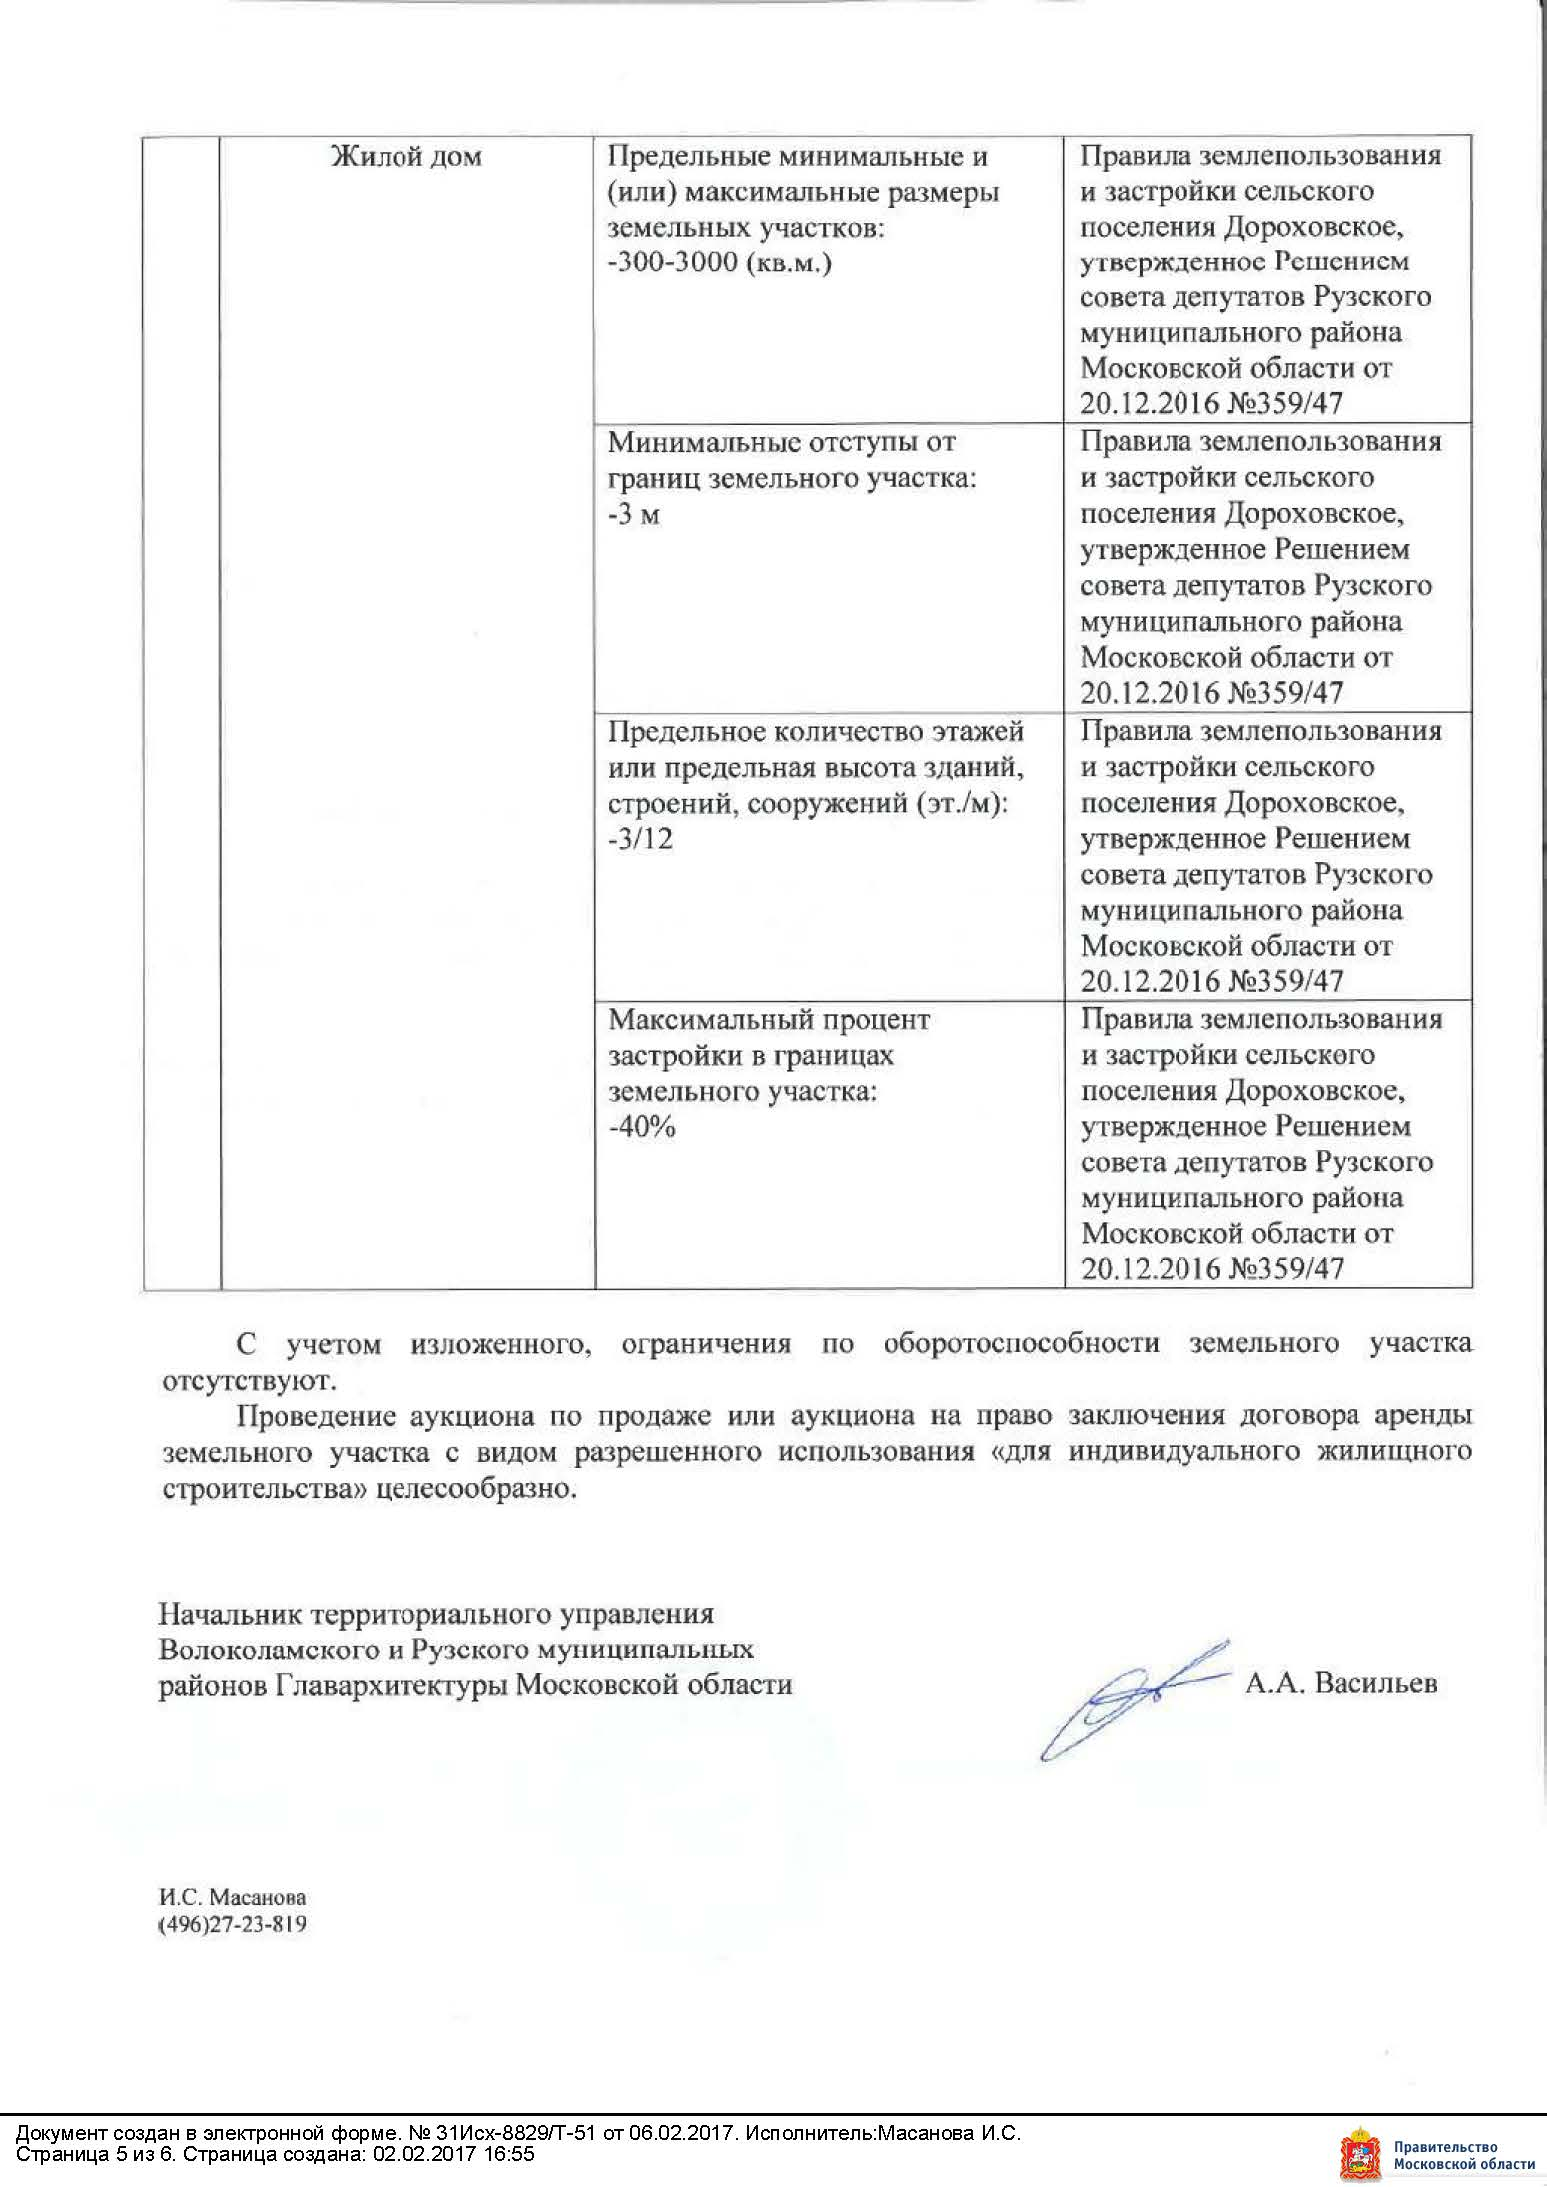 Жилой дом
Предельные минимальные и
(или) максимальные размеры
земельных участков:
-300-3000 (кв.м.)
Правила землепользования
и застройки сельского
поселения Дороховское,
утвержденное Решением
совета депутатов Рузского
муниципального района
Московской области от
20.12.2016 №359/47
Минимальные отступы от
границ земельного участка:
-3 м
Правила землепользования
и застройки сельского
поселения Дороховское,
утвержденное Решением
совета депутатов Рузского
муниципального района
Московской области от
20.12.2016 №359/47
Предельное количество этажей
или предельная высота зданий,
строений, сооружений (эт./м):
-3/12
Правила землепользования
и застройки сельского
поселения Дороховское,
утвержденное Решением
совета депутатов Рузского
муниципального района
Московской области от
20.12.2016 №359/47
Максимальный процент
застройки в границах
земельного участка:
-40%
Правила землепользования
и застройки сельского
поселения Дороховское,
утвержденное Решением
совета депутатов Рузского
муниципального района
Московской области от
20.12.2016 №359/47
С учетом изложенного, ограничения по оборотоспособности земельного участка
отсутствуют.
Проведение аукциона по продаже или аукциона на право заключения договора аренды
земельного участка с видом разрешенного использования «для индивидуального жилищного
строительства» целесообразно.
Начальник территориального управления
Волоколамского и Рузского муниципальных
районов Главархитектуры Московской области
А.А. Васильев
И.С. Масанова
(496)27-23-819
Документ создан в электронной форме. № 31Исх-8829/Т-51 от 06.02.2017. Исполнитель:Масанова И.С.
Страница 5 из 6. Страница создана: 02.02.2017 16:55
Правительство
Московской области